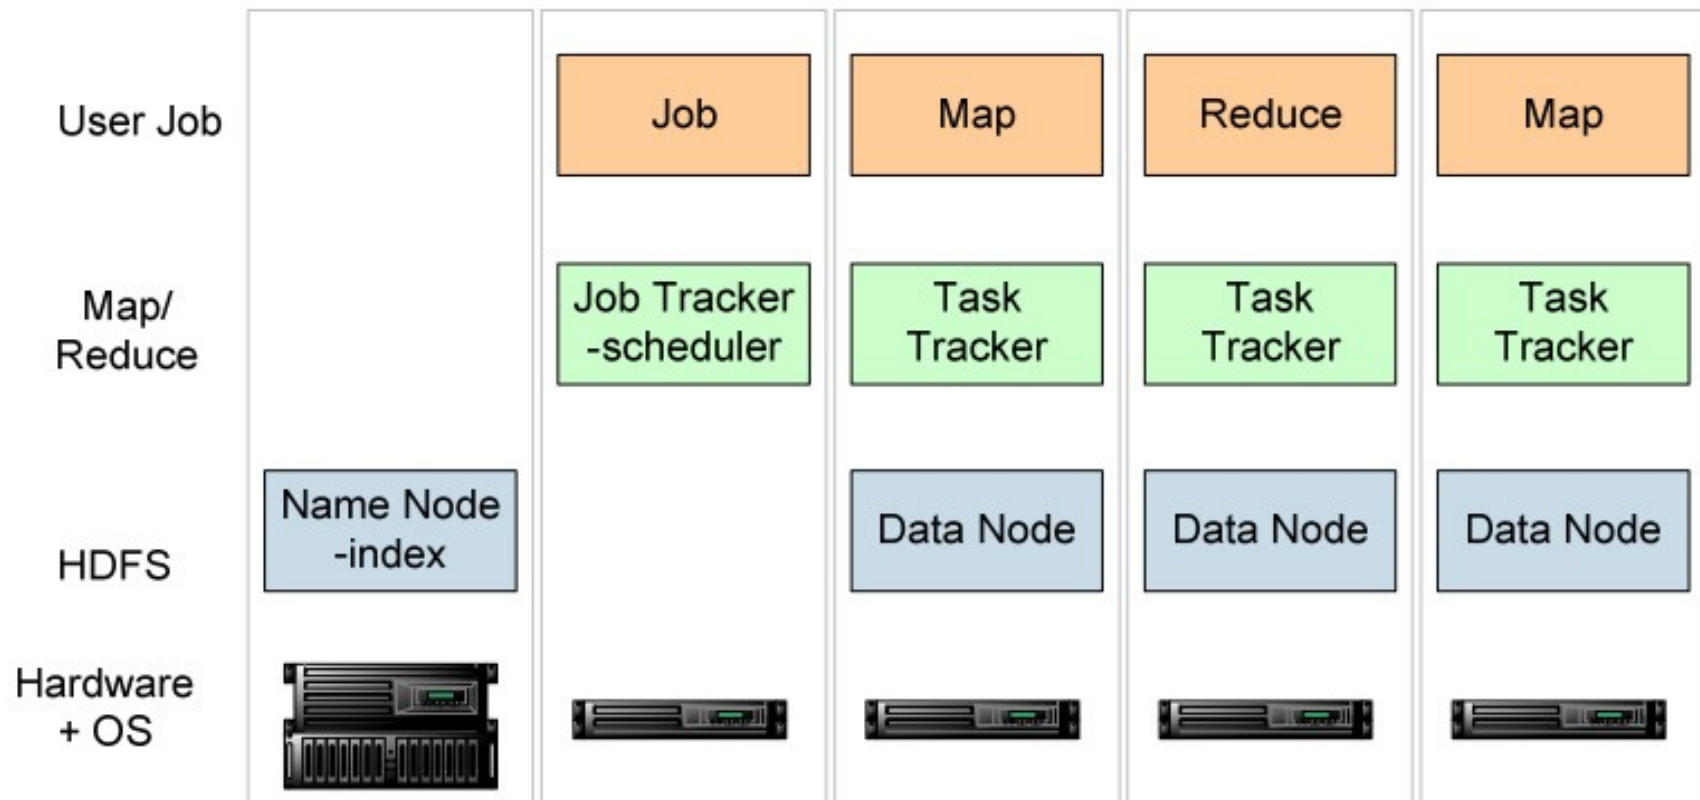 User Job
Job
Map
Reduce
Map
Map/
Reduce
Job Tracker
-scheduler
Task
Tracker
Task
Tracker
Task
Tracker
HDFS
Name Node
-index
Data Node
Data Node
Data Node
Hardware
+ OS